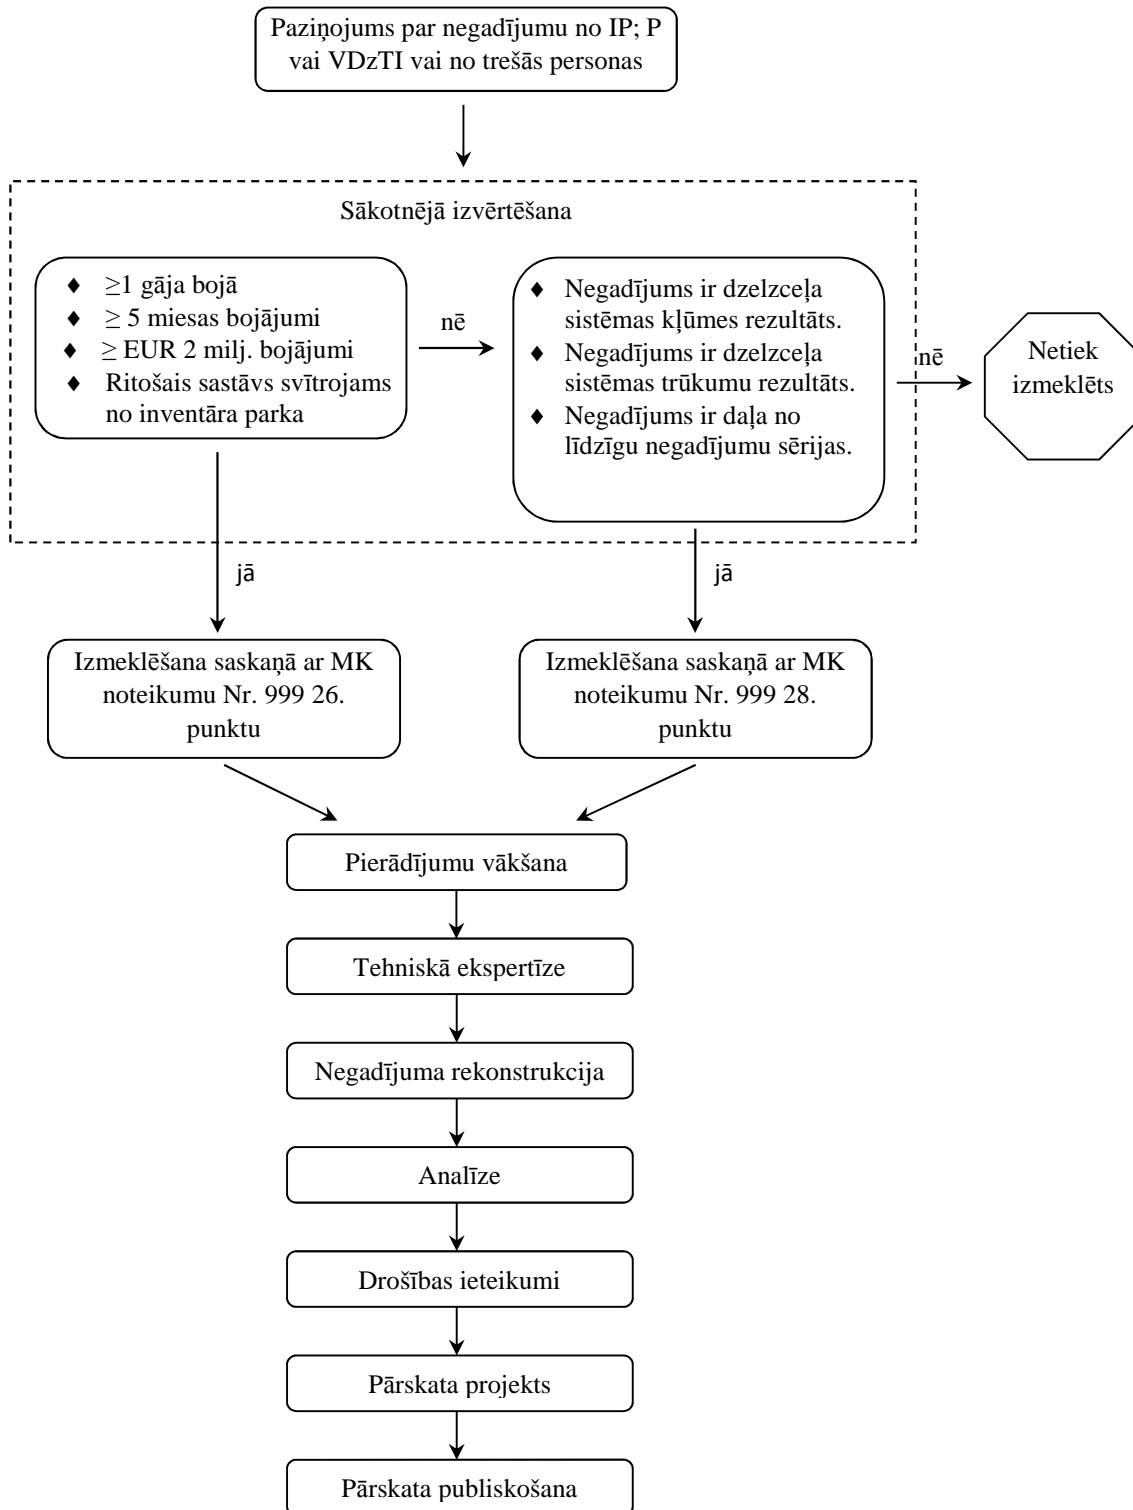 Paziņojums par negadījumu no IP; P
vai VDzTI vai no trešās personas
Sākotnējā izvērtēšana
♦ ≥1 gāja bojā
♦ ≥ 5 miesas bojājumi
♦ ≥ EUR 2 milj. bojājumi
♦ Ritošais sastāvs svītrojams
no inventāra parka
nē
♦ Negadījums ir dzelzceļa
sistēmas kļūmes rezultāts.
♦ Negadījums ir dzelzceļa
sistēmas trūkumu rezultāts.
♦ Negadījums ir daļa no
līdzīgu negadījumu sērijas.
nē
Netiek
izmeklēts
jā
jā
Izmeklēšana saskaņā ar MK
noteikumu Nr. 999 26.
punktu
Izmeklēšana saskaņā ar MK
noteikumu Nr. 999 28.
punktu
Pierādījumu vākšana
Tehniskā ekspertīze
Negadījuma rekonstrukcija
Analīze
Drošības ieteikumi
Pārskata projekts
Pārskata publiskošana